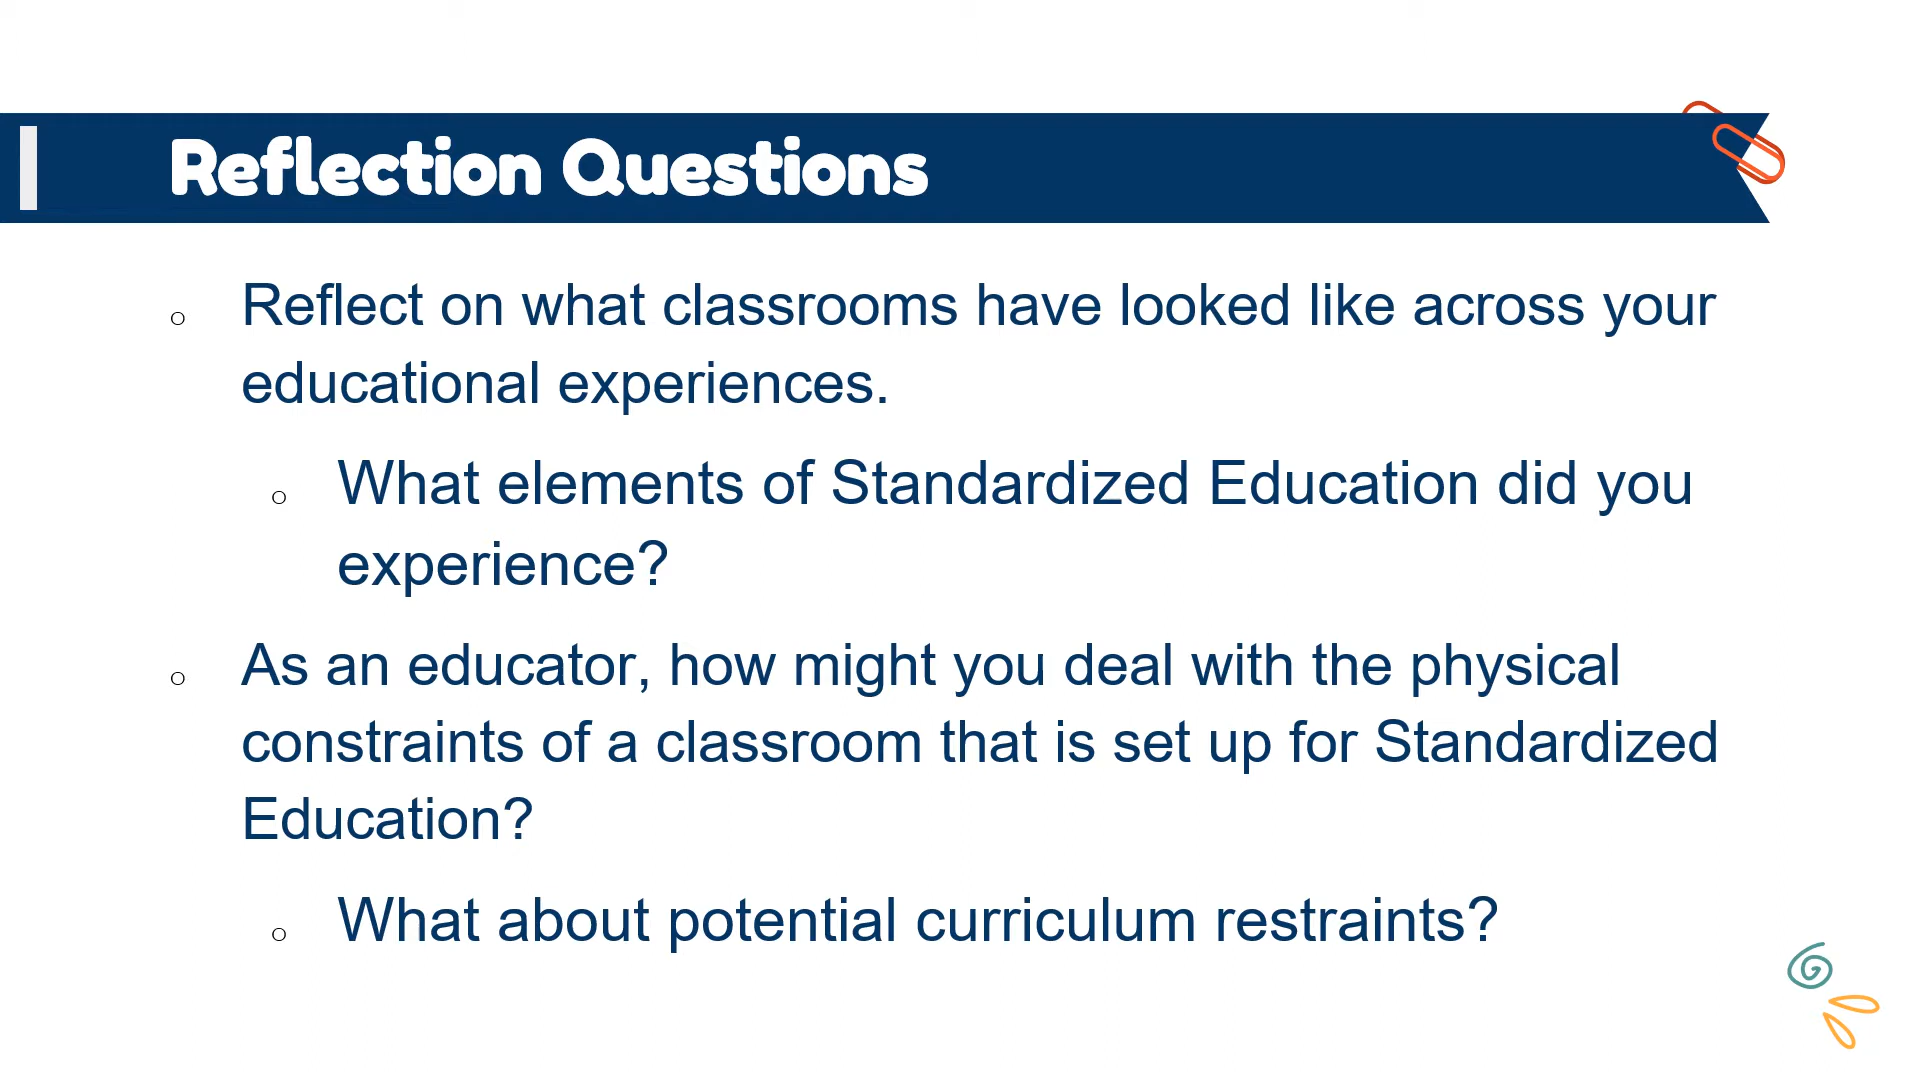 Reflection Questions
Reflect on what classrooms have looked like across your
educational experiences.
What elements of Standardized Education did you
experience?
As an educator, how might you deal with the physical
constraints of a classroom that is set up for Standardized
Education?
What about potential curriculum restraints?